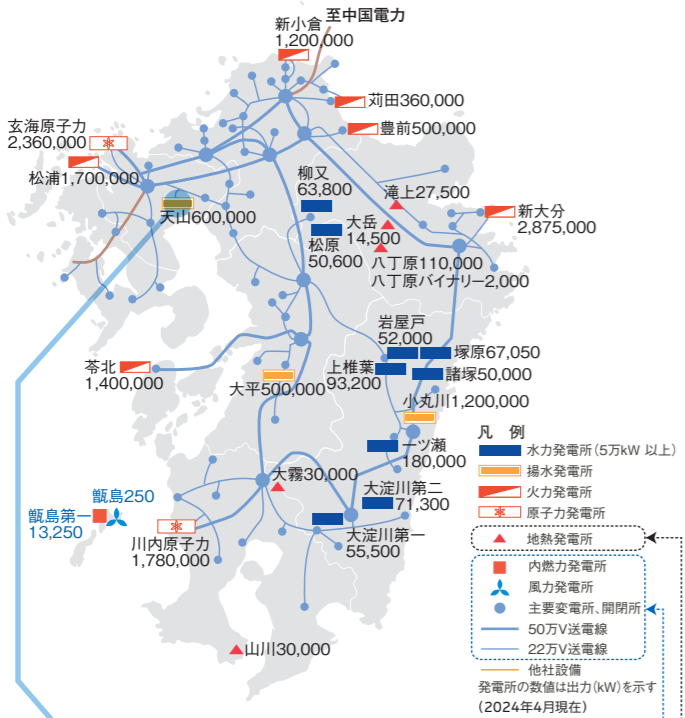 至中国電力
新小倉
1,200,000
苅田360,000
豊前500,000
玄海原子力
2,360,000
松浦1,700,000
天山600,000
柳又
63,800
松原
50,600
滝上27,500
大岳
14,500
八丁原110,000
八丁原バイナリー2,000
新大分
2,875,000
岩屋戸
52,000
塚原67,050
上椎葉
93,200
諸塚50,000
苓北
1,400,000
大平500,000
小丸川1,200,000
一ツ瀬
180,000
大霧30,000
大淀川第二
71,300
大淀川第一
55,500
甑島250
甑島第一
13,250
川内原子力
1,780,000
山川30,000
凡 例
水力発電所(5万kW 以上)
揚水発電所
火力発電所
原子力発電所
地熱発電所
内燃力発電所
風力発電所
主要変電所、開閉所
50万V送電線
22万V送電線
他社設備
発電所の数値は出力(kW)を示す
(2024年4月現在)